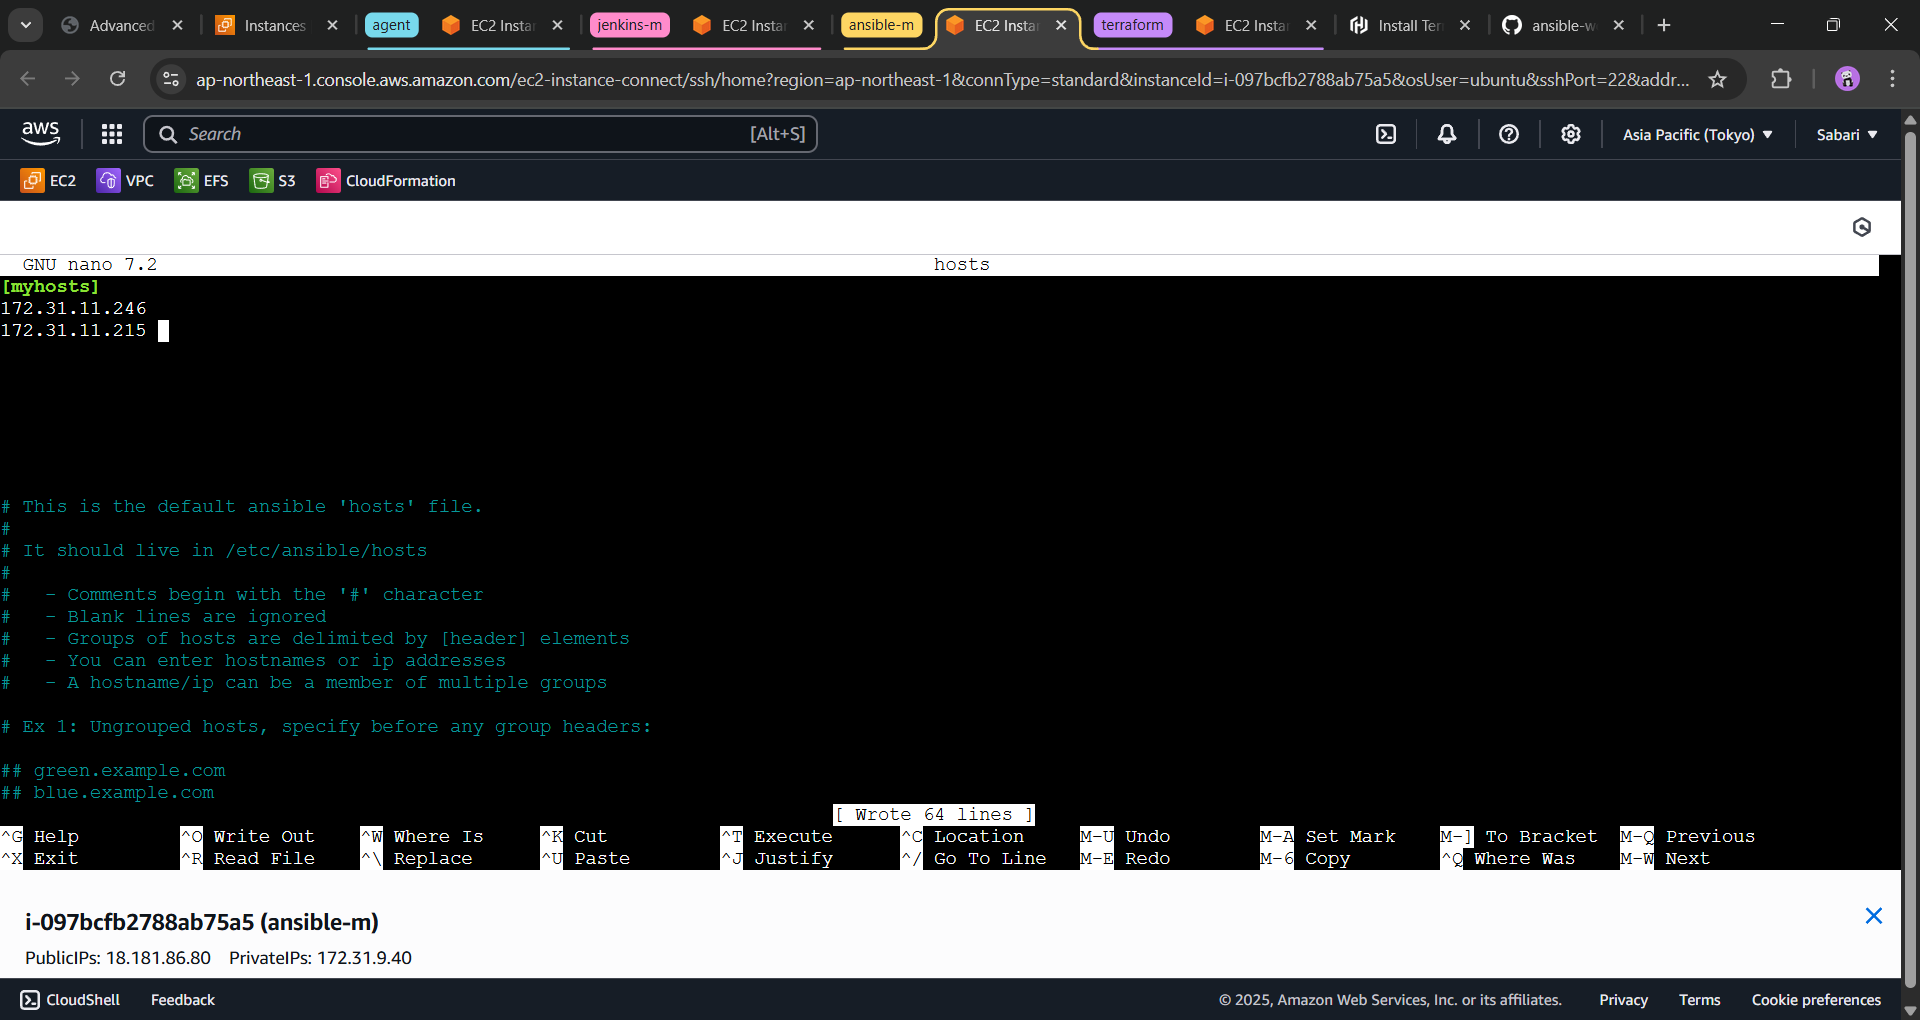 Advanced
Instances
agent
EC2 Insta
jenkins-m
EC2 Insta
ansible-m
EC2 Insta
terraform
EC2 Insta
Install Ter
ansible-w
ap-northeast-1.console.aws.amazon.com/ec2-instance-connect/ssh/home?region=ap-northeast-1&connType=standard&instanceId=i-097bcfb2788ab75a5&osUser=ubuntu&sshPort=22&addr...
aws Search [Alt+S] Asia Pacific (Tokyo) Sabari
EC2 VPC EFS S3 CloudFormation
GNU nano 7.2 hosts
[myhosts]
172.31.11.246
172.31.11.215
# This is the default ansible 'hosts' file.
#
# It should live in /etc/ansible/hosts
#
# - Comments begin with the '#' character
# - Blank lines are ignored
# - Groups of hosts are delimited by [header] elements
# - You can enter hostnames or ip addresses
# - A hostname/ip can be a member of multiple groups
# Ex 1: Ungrouped hosts, specify before any group headers:
## green.example.com
## blue.example.com
[ Wrote 64 lines ]
^G Help ^O Write Out ^W Where Is ^K Cut ^T Execute ^C Location M-U Undo M-A Set Mark M-] To Bracket M-Q Previous
^X Exit ^R Read File ^\ Replace ^U Paste ^J Justify ^/ Go To Line M-E Redo M-6 Copy ^Q Where Was M-W Next
i-097bcfb2788ab75a5 (ansible-m)
PublicIPs: 18.181.86.80 PrivateIPs: 172.31.9.40
CloudShell Feedback © 2025, Amazon Web Services, Inc. or its affiliates. Privacy Terms Cookie preferences